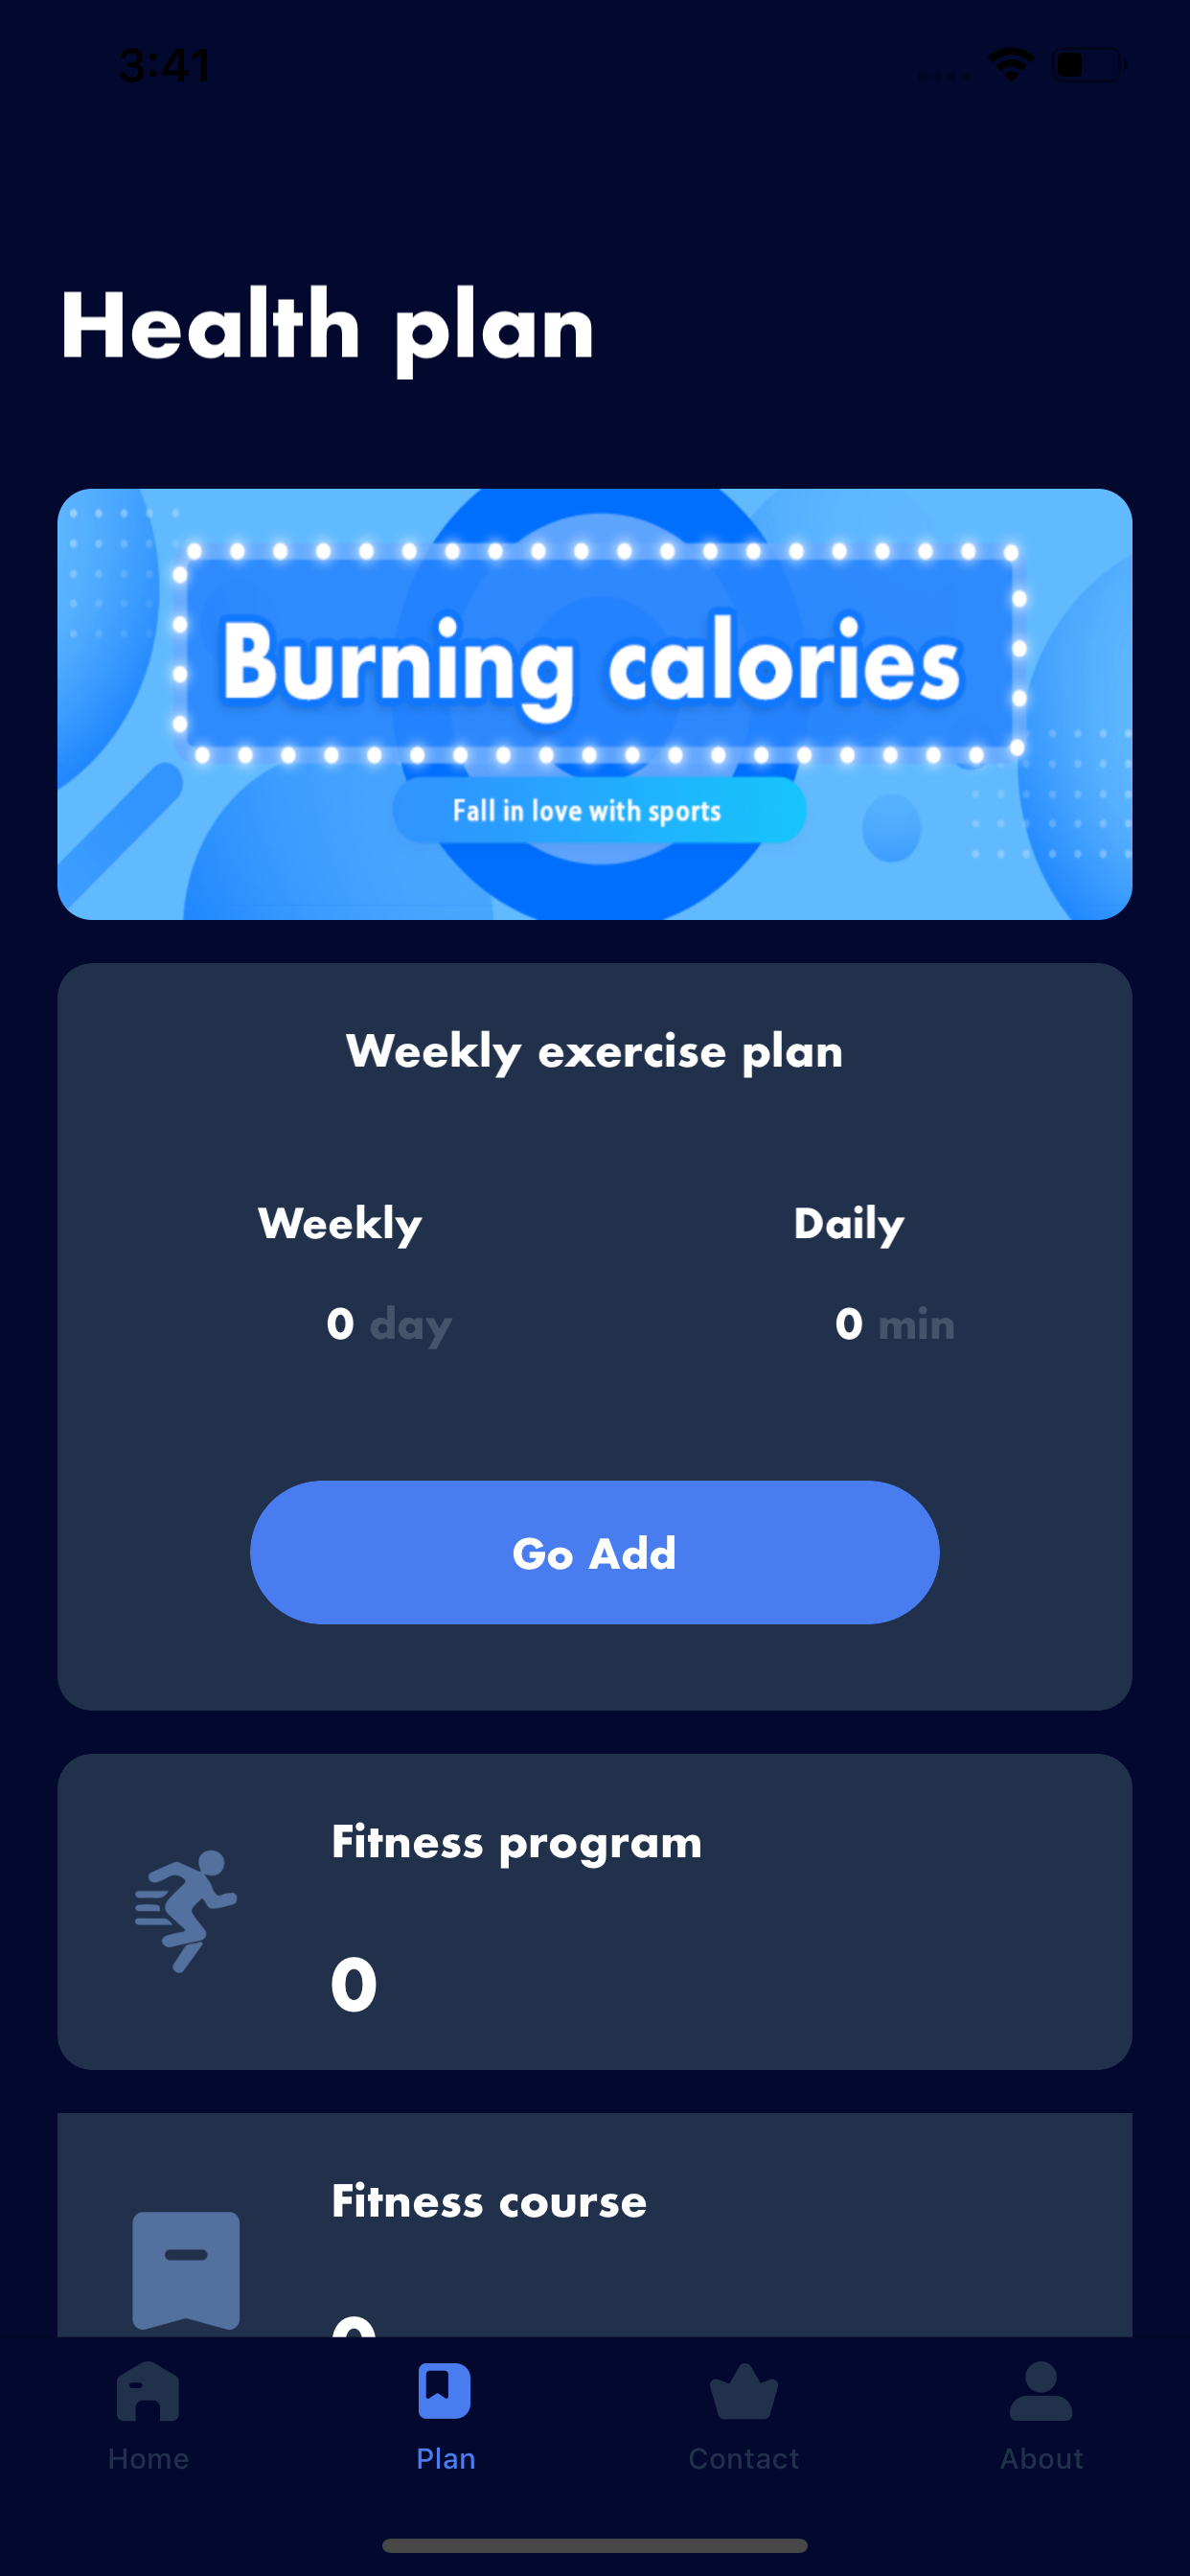 3:41
Health plan
Burning calories
Fall in love with sports
Weekly exercise plan
Weekly Daily
0 day 0 min
Go Add
Fitness program
0
Fitness course
0
Home Plan Contact About